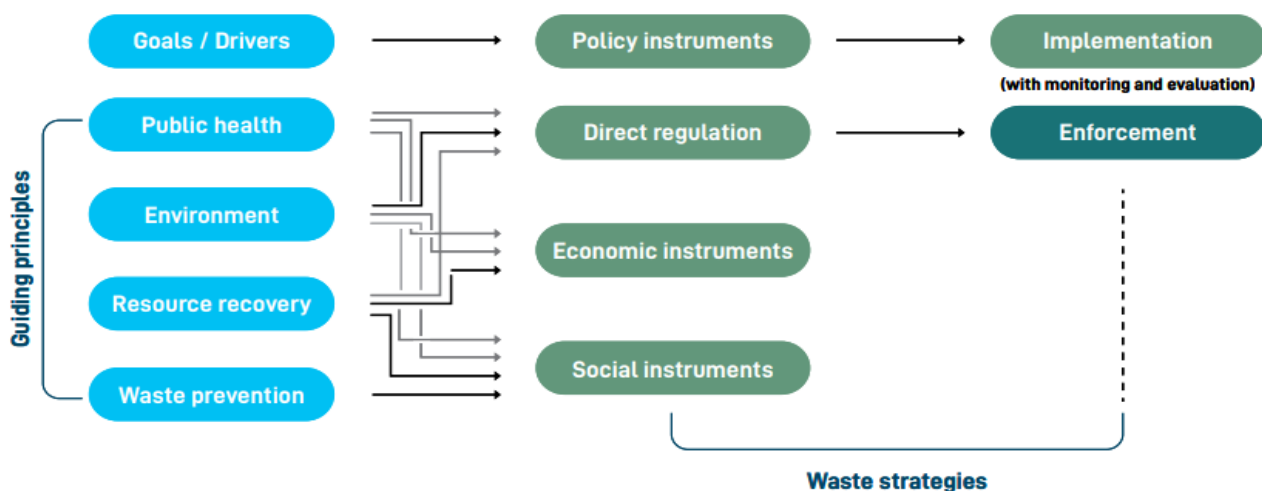 Goals / Drivers
Policy instruments
Implementation
(with monitoring and evaluation)
Guiding principles
Public health
Direct regulation
Enforcement
Environment
Economic instruments
Resource recovery
Social instruments
Waste prevention
Waste strategies